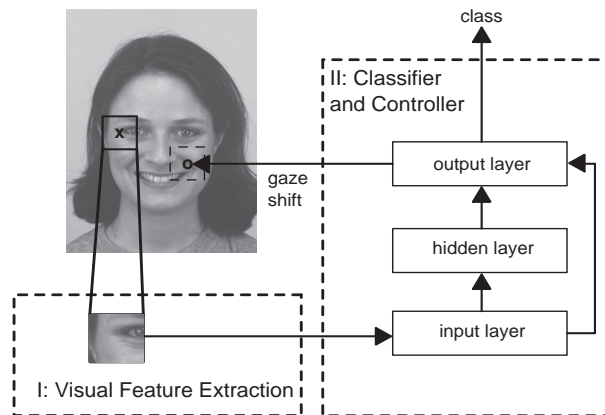 class
II: Classifier
and Controller
x
o
output layer
gaze
shift
hidden layer
input layer
I: Visual Feature Extraction